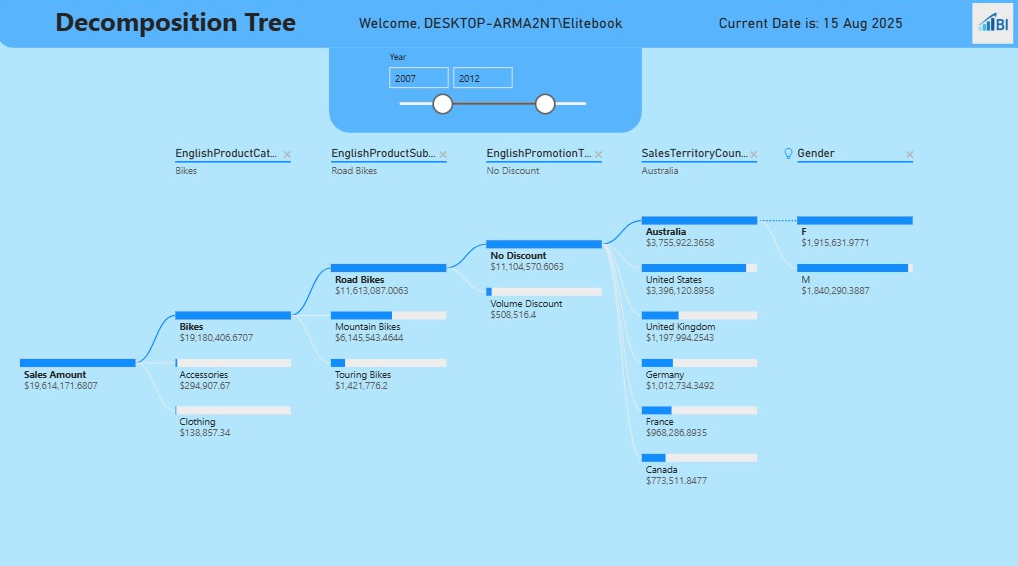 Decomposition Tree
Welcome, DESKTOP-ARMA2NT\Elitebook
Current Date is: 15 Aug 2025
BI
Year
2007
2012
EnglishProductCat...
Bikes
EnglishProductSub...
Road Bikes
EnglishPromotionT...
No Discount
SalesTerritoryCoun...
Australia
Gender
Sales Amount
$19,614,171.6807
Bikes
$19,180,406.6707
Accessories
$294,907.67
Clothing
$138,857.34
Road Bikes
$11,613,087.0063
Mountain Bikes
$6,145,543.4644
Touring Bikes
$1,421,776.2
No Discount
$11,104,570.6063
Volume Discount
$508,516.4
Australia
$3,755,922.3658
United States
$3,396,120.8958
United Kingdom
$1,197,994.2543
Germany
$1,012,734.3492
France
$968,286.8935
Canada
$773,511.8477
F
$1,915,631.9771
M
$1,840,290.3887